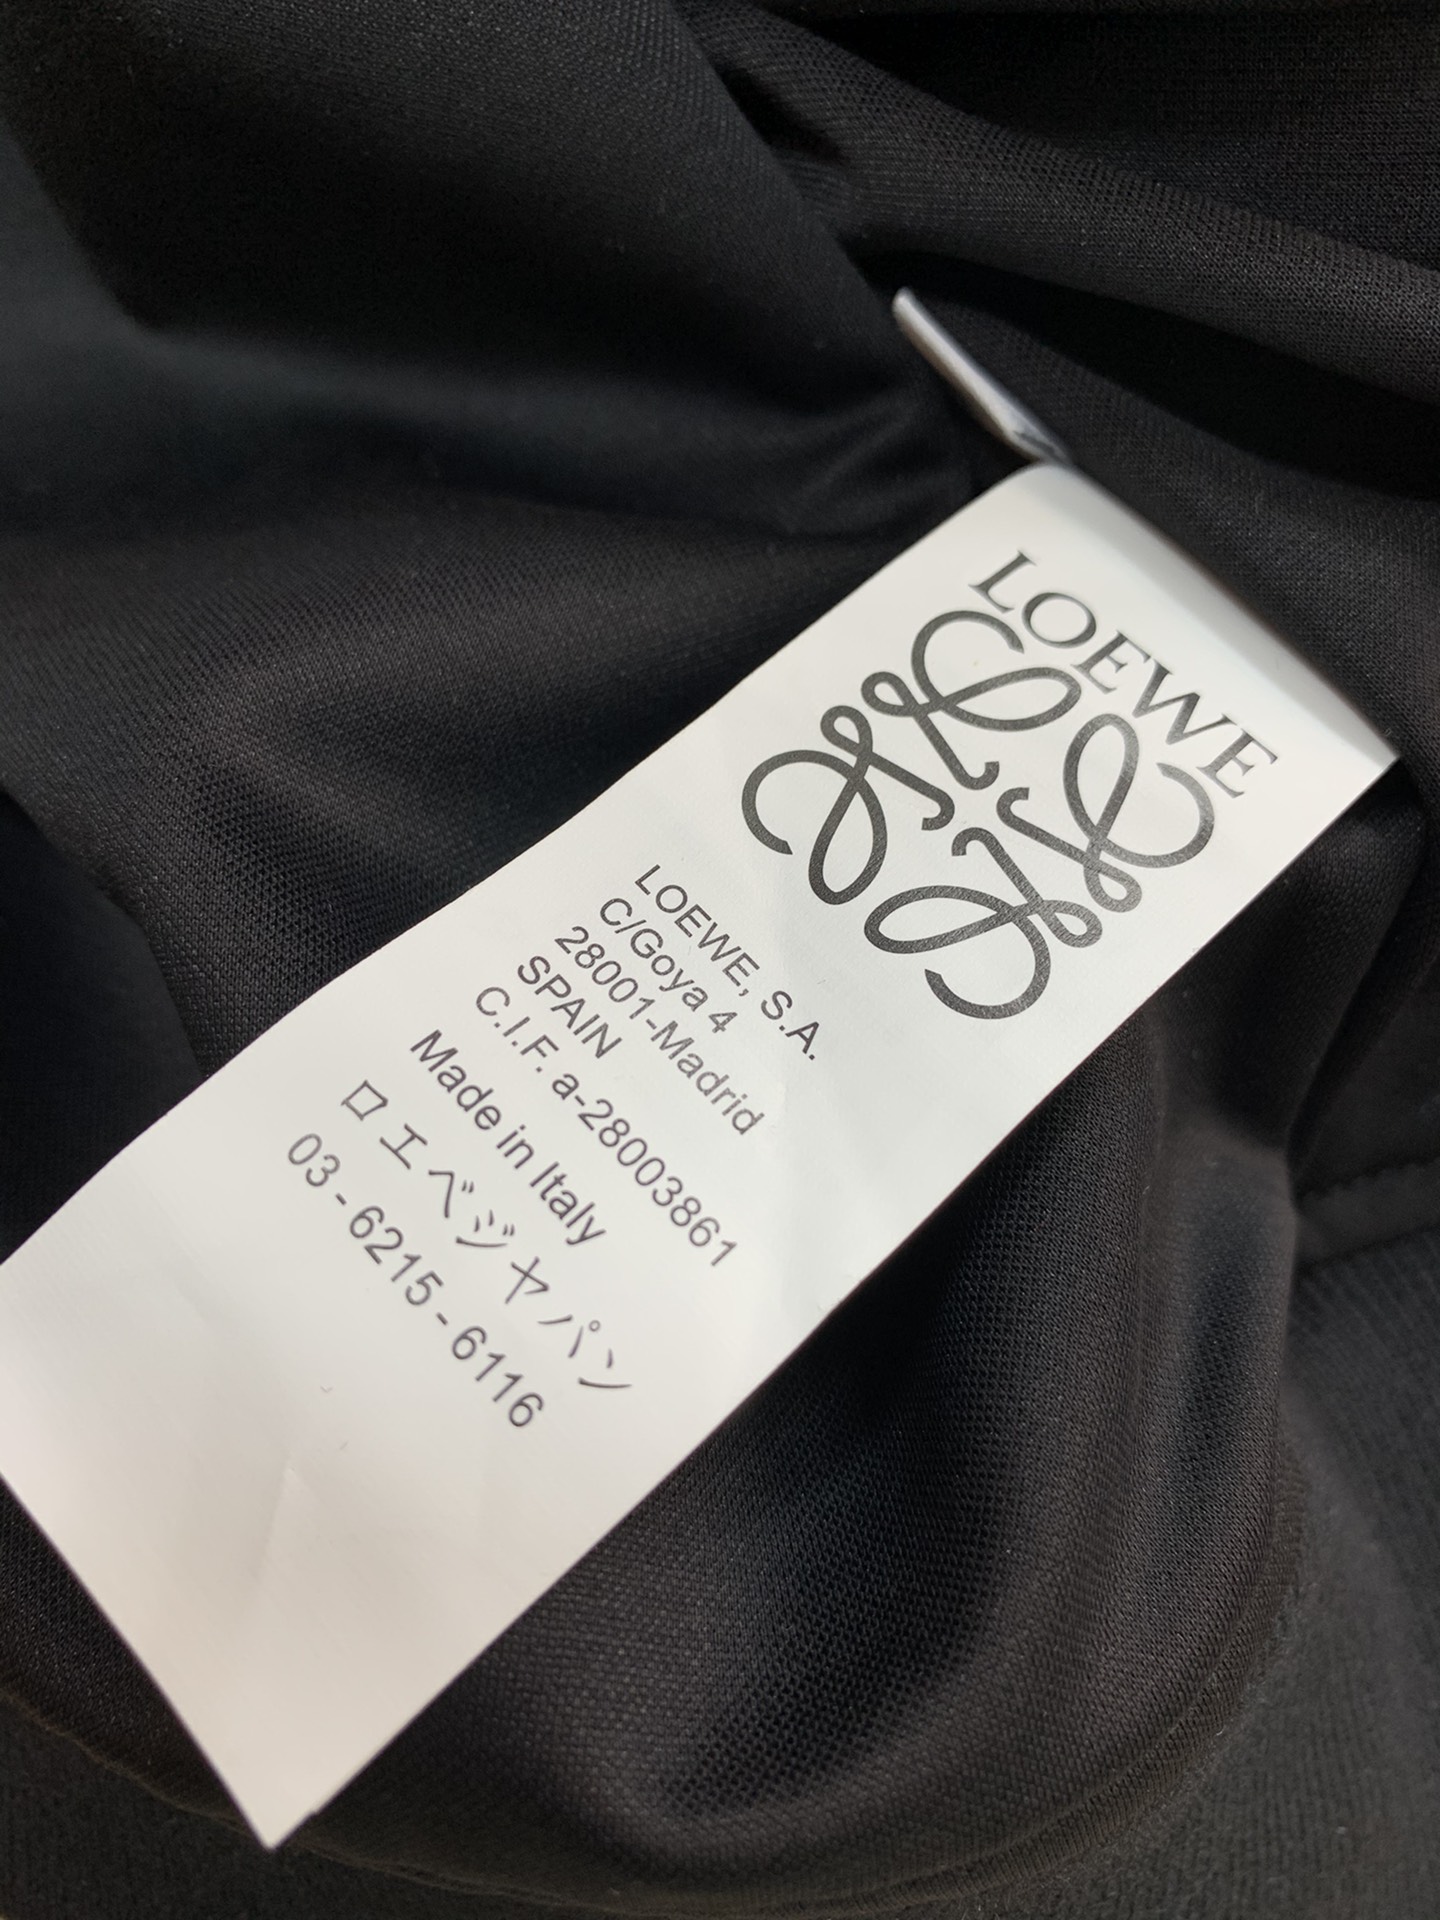 LOEWE
LOEWE, S.A.
C/Goya 4
28001-Madrid
SPAIN
C.I.F. a-28003861
Made in Italy
ロエベジャパン
03-6215-6116